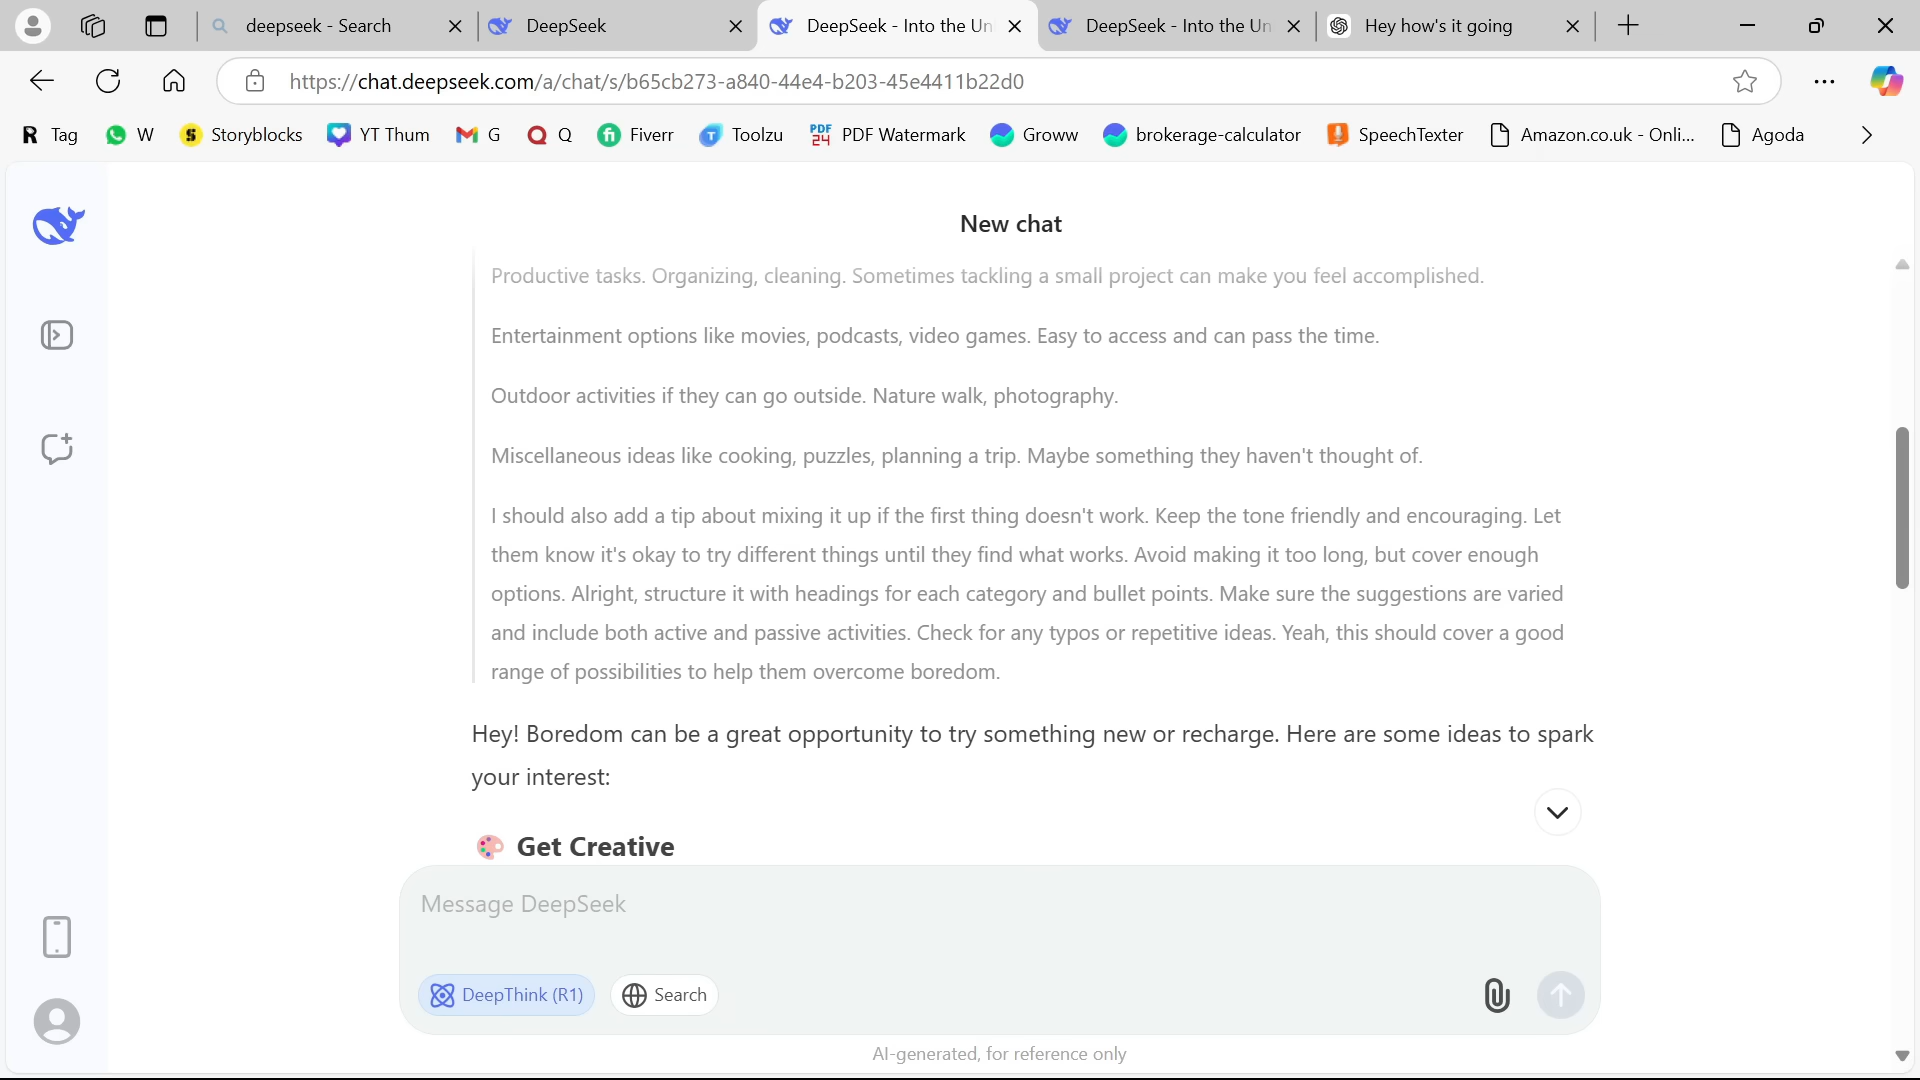 deepseek - Search
DeepSeek
DeepSeek - Into the Un
DeepSeek - Into the Un
Hey how's it going
https://chat.deepseek.com/a/chat/s/b65cb273-a840-44e4-b203-45e4411b22d0
Tag
W
Storyblocks
YT Thum
G
Q
Fiverr
Toolzu
PDF Watermark
Groww
brokerage-calculator
SpeechTexter
Amazon.co.uk - Onli...
Agoda
New chat
Productive tasks. Organizing, cleaning. Sometimes tackling a small project can make you feel accomplished.
Entertainment options like movies, podcasts, video games. Easy to access and can pass the time.
Outdoor activities if they can go outside. Nature walk, photography.
Miscellaneous ideas like cooking, puzzles, planning a trip. Maybe something they haven't thought of.
I should also add a tip about mixing it up if the first thing doesn't work. Keep the tone friendly and encouraging. Let
them know it's okay to try different things until they find what works. Avoid making it too long, but cover enough
options. Alright, structure it with headings for each category and bullet points. Make sure the suggestions are varied
and include both active and passive activities. Check for any typos or repetitive ideas. Yeah, this should cover a good
range of possibilities to help them overcome boredom.
Hey! Boredom can be a great opportunity to try something new or recharge. Here are some ideas to spark
your interest:
🎨 Get Creative
Message DeepSeek
DeepThink (R1)
Search
AI-generated, for reference only